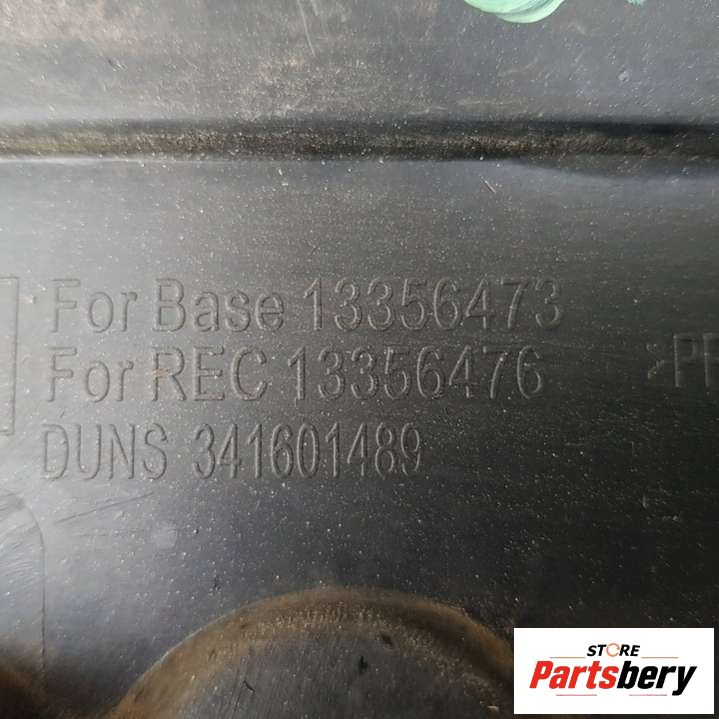 For Base 13356473
For REC 13356476
DUNS 341601489
STORE
Partsbery